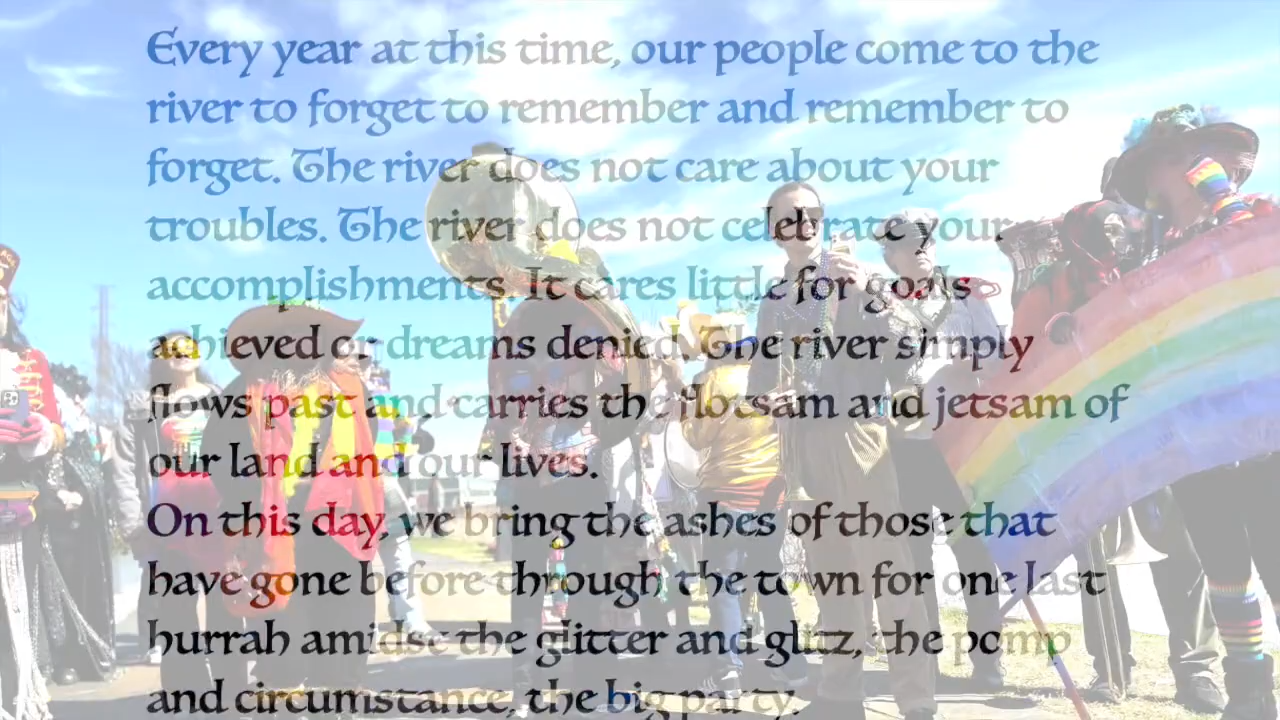 Every year at this time, our people come to the
river to forget to remember and remember to
forget. The river does not care about your
troubles. The river does not celebrate your
accomplishments. It cares little for goals
achieved or dreams denied. The river simply
flows past and carries the flotsam and jetsam of
our land and our lives.
On this day, we bring the ashes of those that
have gone before through the town for one last
hurrah amidst the glitter and glitz, the pomp
and circumstance, the big party.